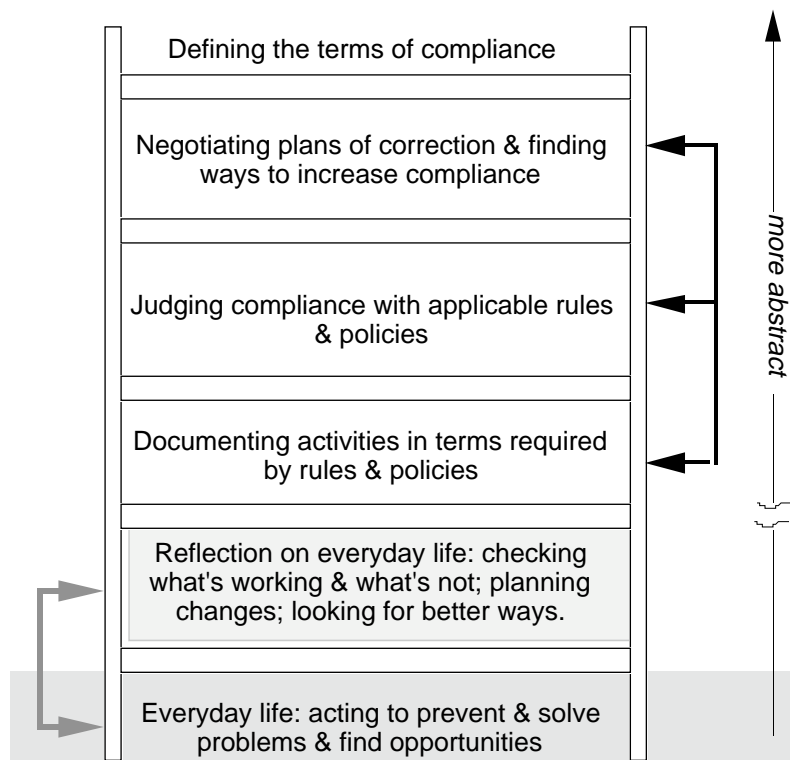 Defining the terms of compliance
Negotiating plans of correction & finding
ways to increase compliance
Judging compliance with applicable rules
& policies
Documenting activities in terms required
by rules & policies
Reflection on everyday life: checking
what's working & what's not; planning
changes; looking for better ways.
Everyday life: acting to prevent & solve
problems & find opportunities
more abstract